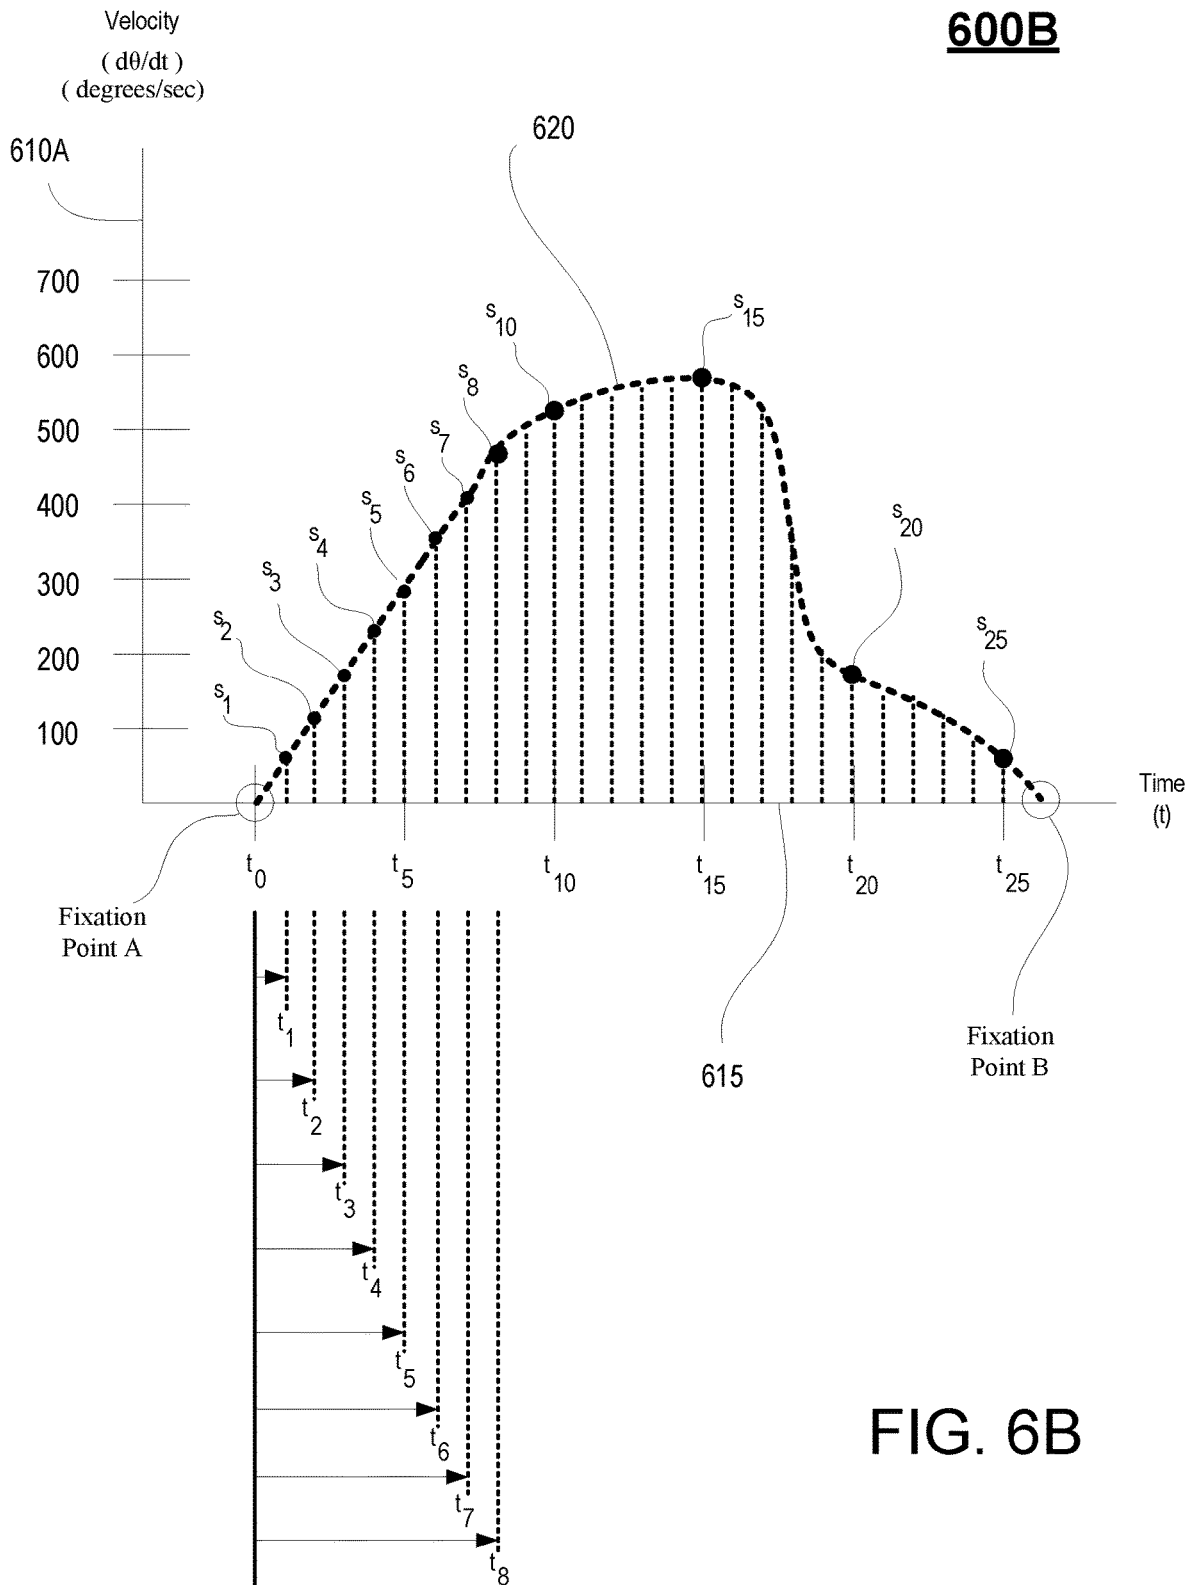 Velocity
600B
( dθ/dt )
( degrees/sec)
610A
620
700
600
500
400
300
200
100
s1
s2
s3
s4
s5
s6
s7
s8
s10
s15
s20
s25
Time
(t)
t0
t5
t10
t15
t20
t25
Fixation
Point A
615
Fixation
Point B
t1
t2
t3
t4
t5
t6
t7
t8
FIG. 6B